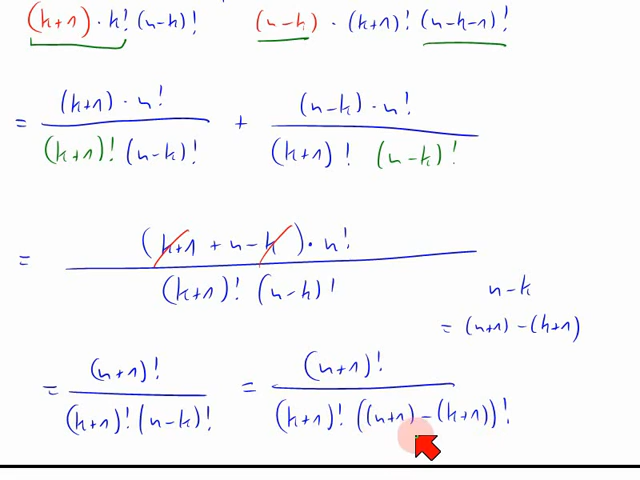 (k+1) · k! (n-k)! (n-k) · (k+1)! (n-k-1)!
= (k+1) · n! / (k+1)! (n-k)! + (n-k) · n! / (k+1)! (n-k)!
= (k+1 + n-k) · n! / (k+1)! (n-k)!
n-k
= (n+1) - (k+1)
= (n+1)! / (k+1)! (n-k)! = (n+1)! / (k+1)! ((n+1) - (k+1))!